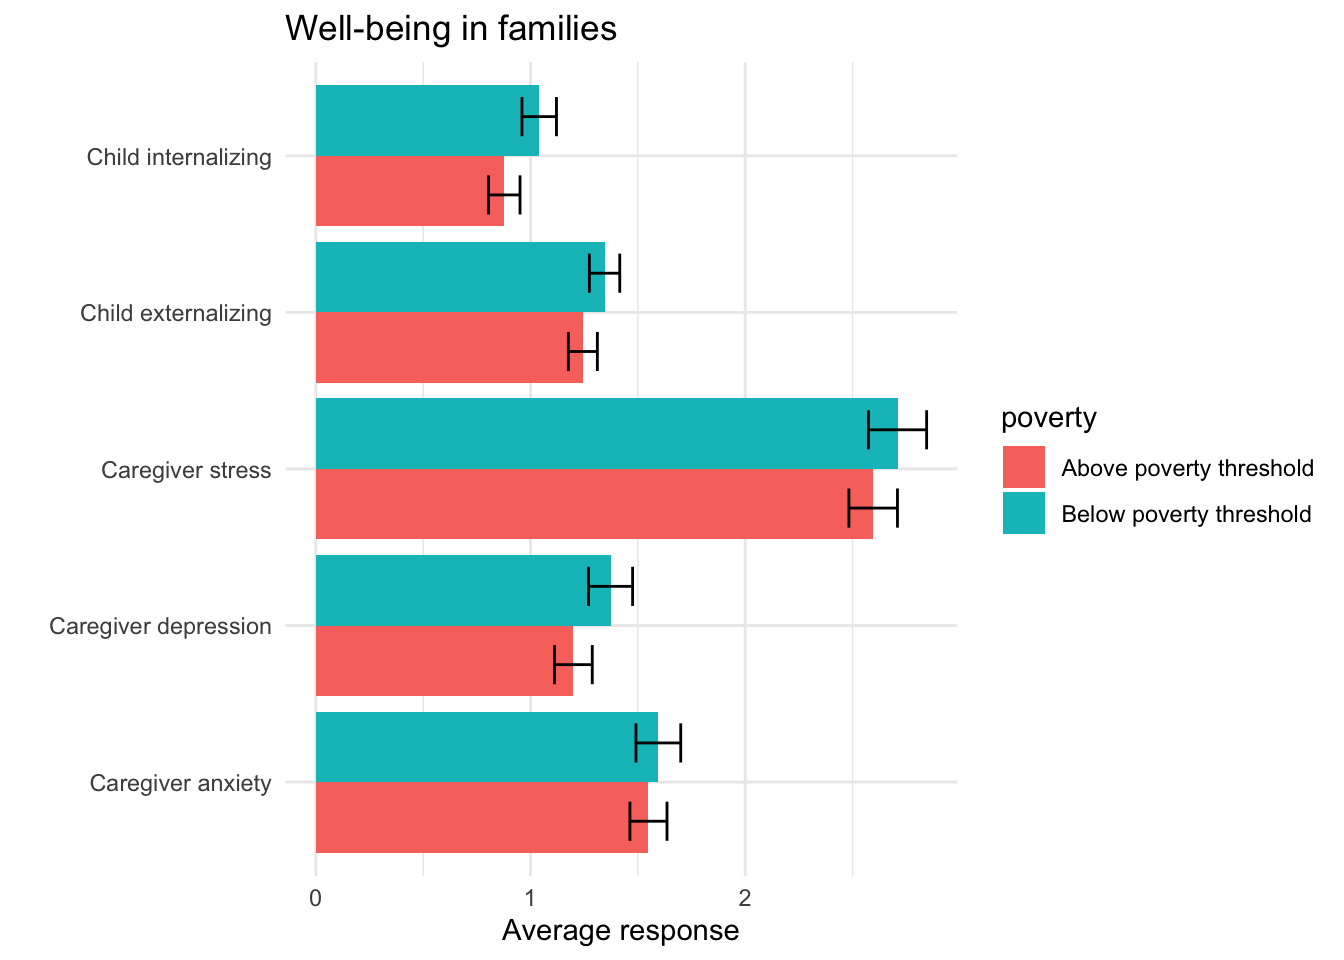 Well-being in families
Child internalizing
Child externalizing
Caregiver stress
Caregiver depression
Caregiver anxiety
0 1 2
Average response
poverty
Above poverty threshold
Below poverty threshold